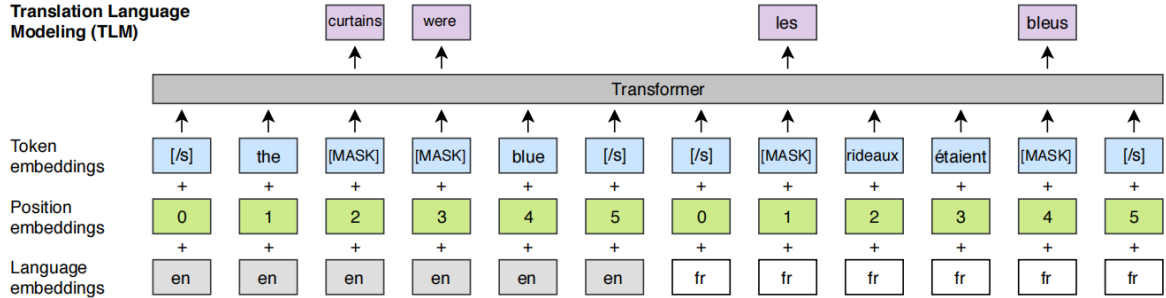 Translation Language
Modeling (TLM)
curtains were les bleus
Transformer
Token
embeddings
[/s] the [MASK] [MASK] blue [/s] [/s] [MASK] rideaux étaient [MASK] [/s]
+ + + + + + + + + + + +
Position
embeddings
0 1 2 3 4 5 0 1 2 3 4 5
+ + + + + + + + + + + +
Language
embeddings
en en en en en en fr fr fr fr fr fr